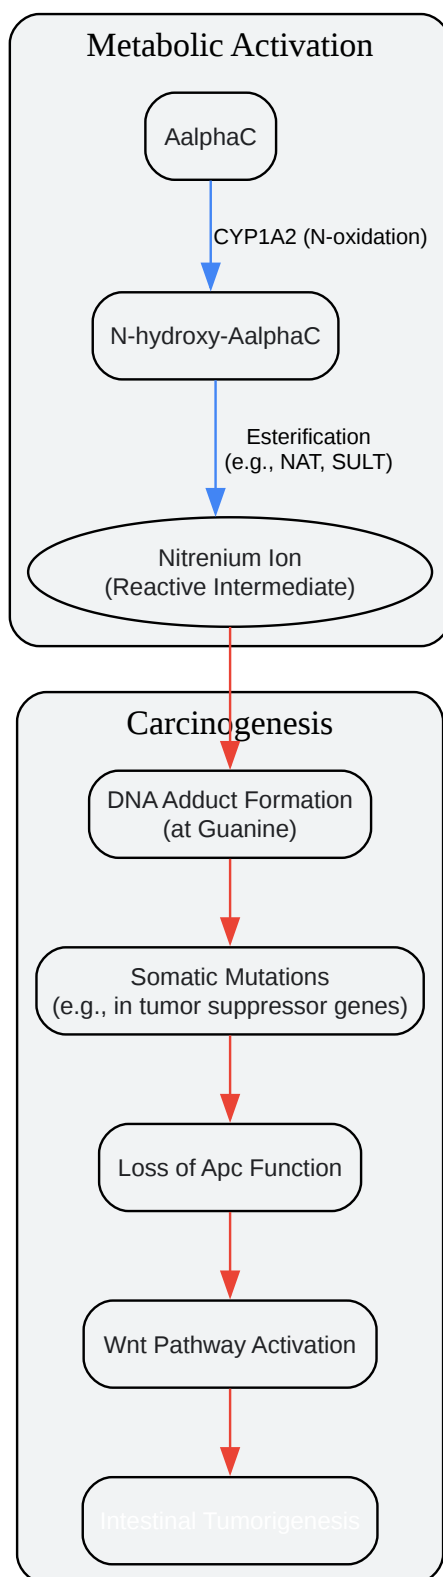 Metabolic Activation
AalphaC
CYP1A2 (N-oxidation)
N-hydroxy-AalphaC
Esterification
(e.g., NAT, SULT)
Nitrenium Ion
(Reactive Intermediate)
Carcinogenesis
DNA Adduct Formation
(at Guanine)
Somatic Mutations
(e.g., in tumor suppressor genes)
Loss of Apc Function
Wnt Pathway Activation
Intestinal Tumorigenesis